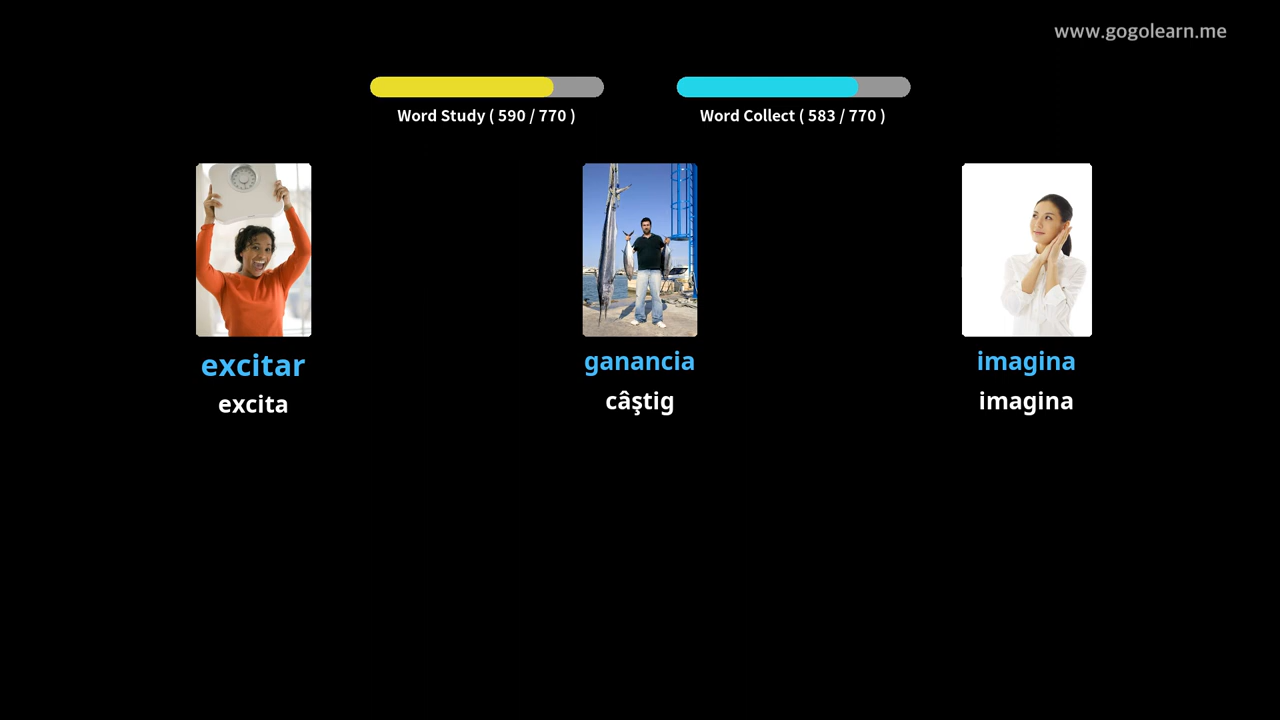 www.gogolearn.me
Word Study ( 590 / 770 )
Word Collect ( 583 / 770 )
excitar
excita
ganancia
câştig
imagina
imagina